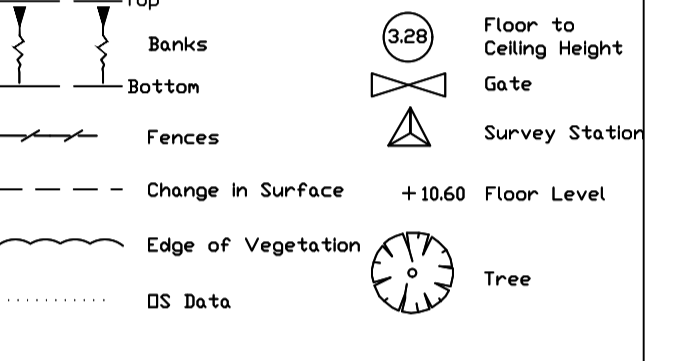 Top
Banks
Bottom
Fences
Change in Surface
Edge of Vegetation
OS Data
3.28
Floor to
Ceiling Height
Gate
Survey Station
+10.60 Floor Level
Tree